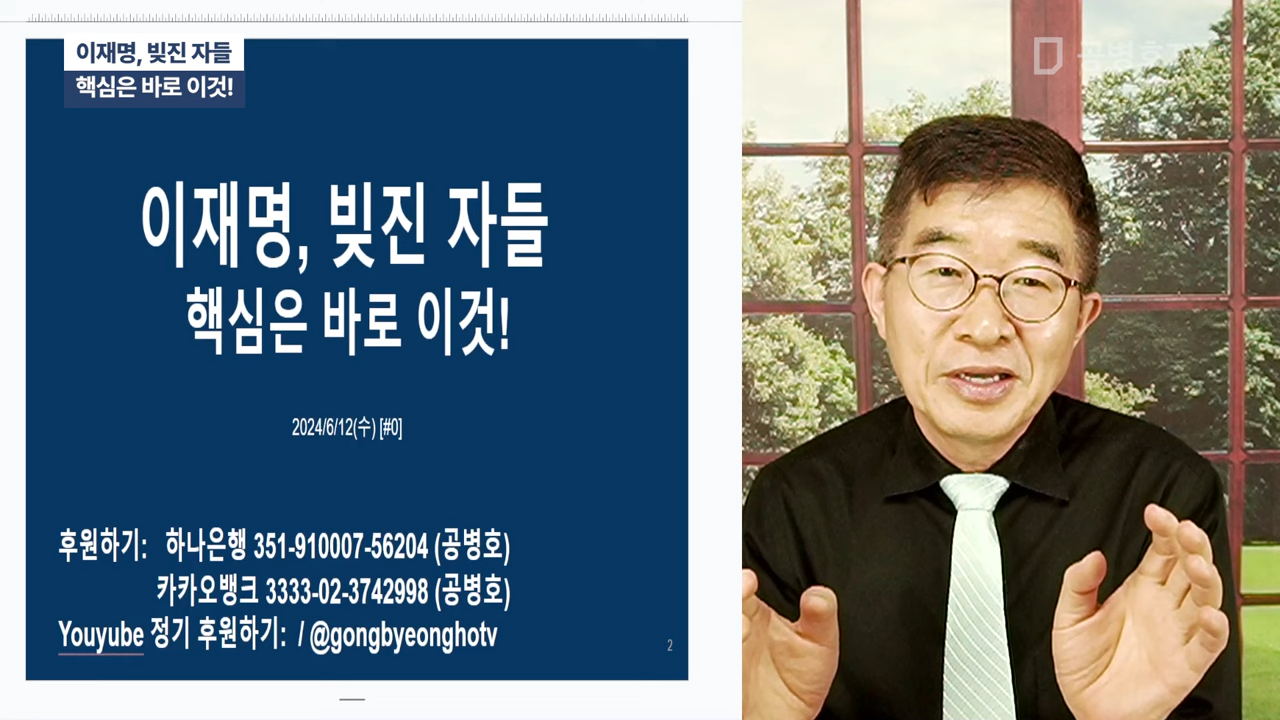 이재명, 빚진 자들
핵심은 바로 이것!
이재명, 빚진 자들
핵심은 바로 이것!
2024/6/12(수) [#0]
후원하기: 하나은행 351-910007-56204 (공병호)
카카오뱅크 3333-02-3742998 (공병호)
Youyube 정기 후원하기: / @gongbyeonghotv
2
공병호